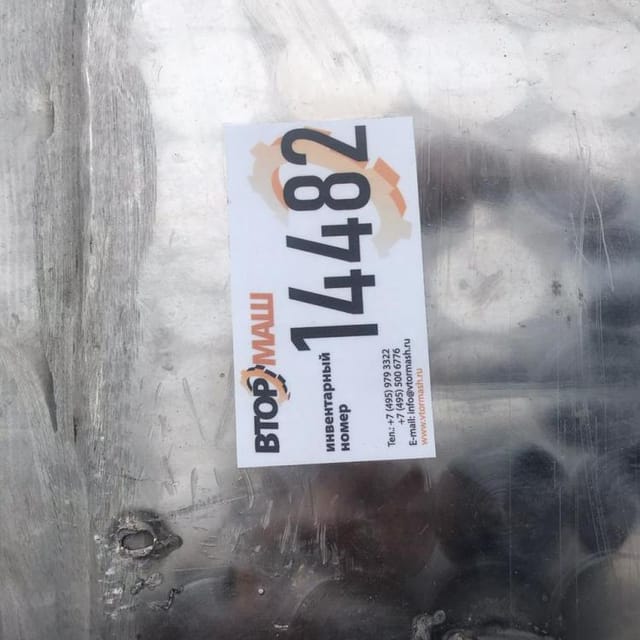 ВТОРМАШ
инвентарный
номер
14482
Тел.:+7 (495) 979 3322
+7 (495) 500 6776
E-mail: info@vtormash.ru
www.vtormash.ru